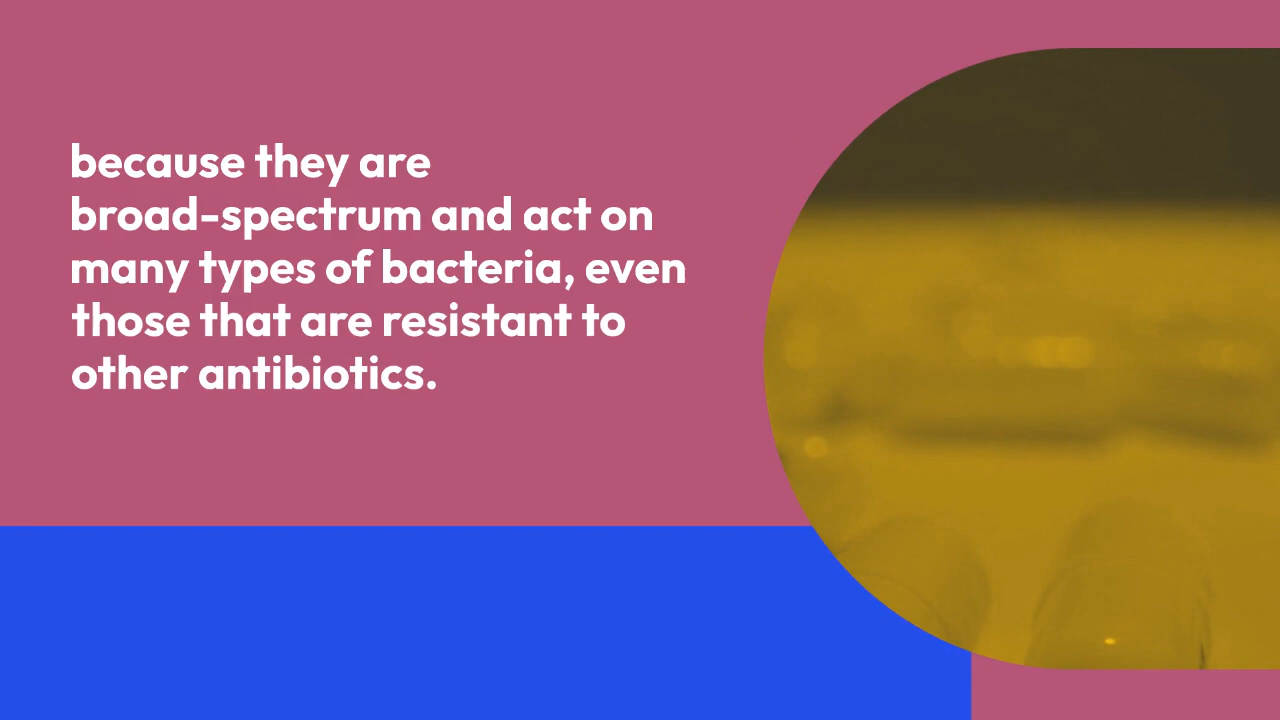 because they are
broad-spectrum and act on
many types of bacteria, even
those that are resistant to
other antibiotics.